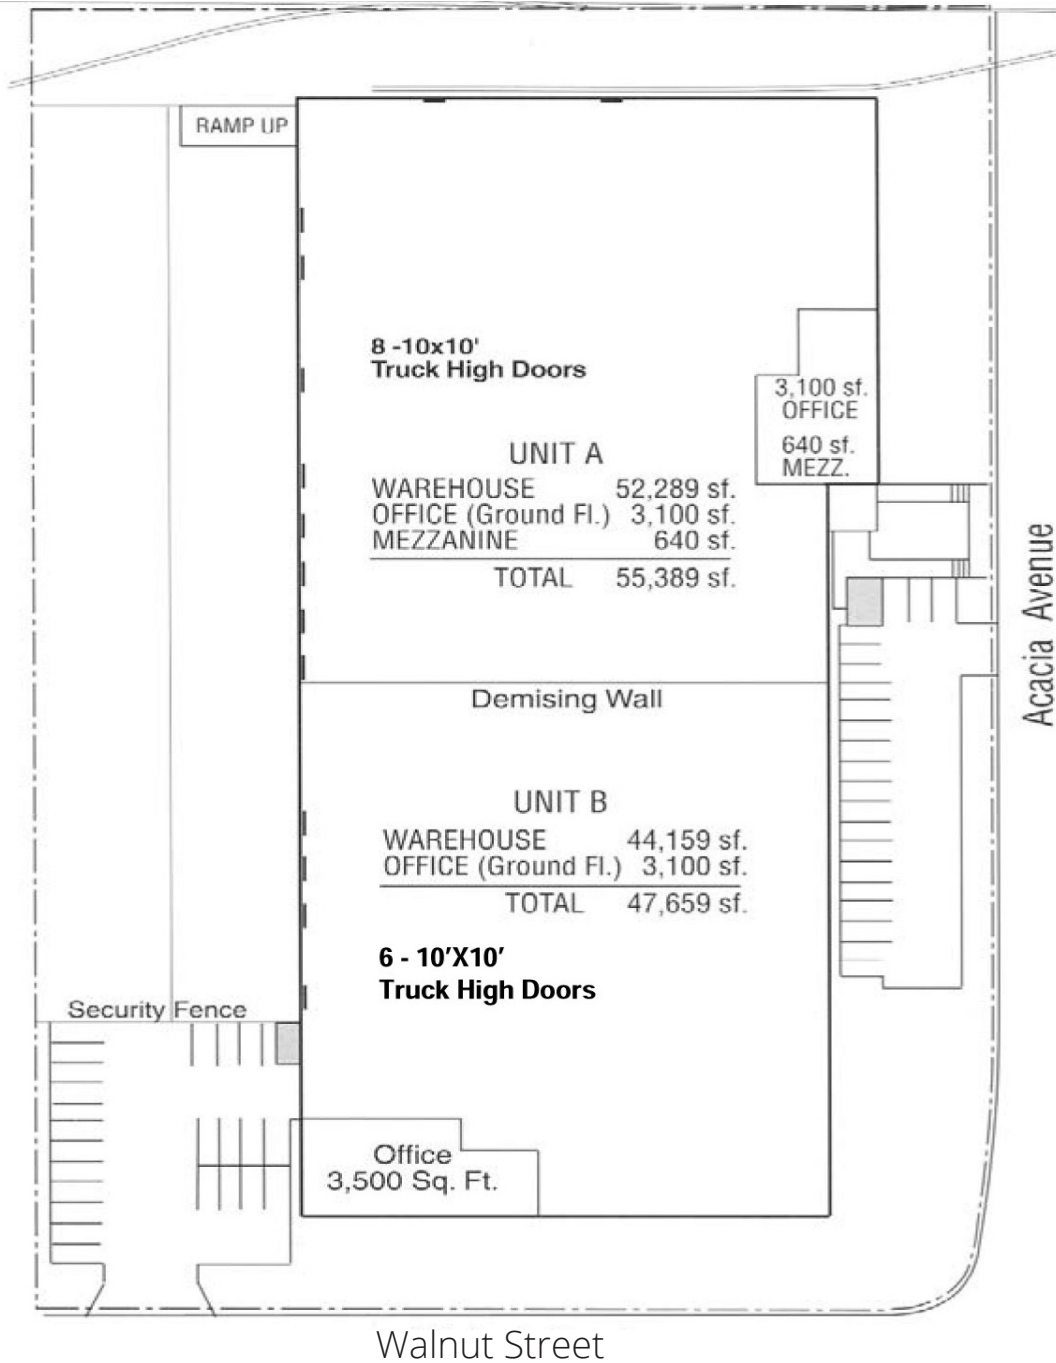 RAMP UP
8 -10x10'
Truck High Doors
3,100 sf.
OFFICE
640 sf.
MEZZ.
UNIT A
WAREHOUSE 52,289 sf.
OFFICE (Ground Fl.) 3,100 sf.
MEZZANINE 640 sf.
TOTAL 55,389 sf.
Acacia Avenue
Demising Wall
UNIT B
WAREHOUSE 44,159 sf.
OFFICE (Ground Fl.) 3,100 sf.
TOTAL 47,659 sf.
6 - 10’X10’
Truck High Doors
Security Fence
Office
3,500 Sq. Ft.
Walnut Street